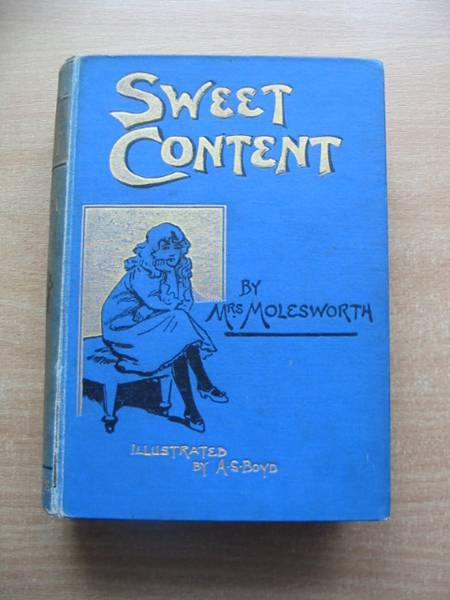 SWEET
CONTENT
BY
MRS MOLESWORTH
ILLUSTRATED
BY A·S·BOYD